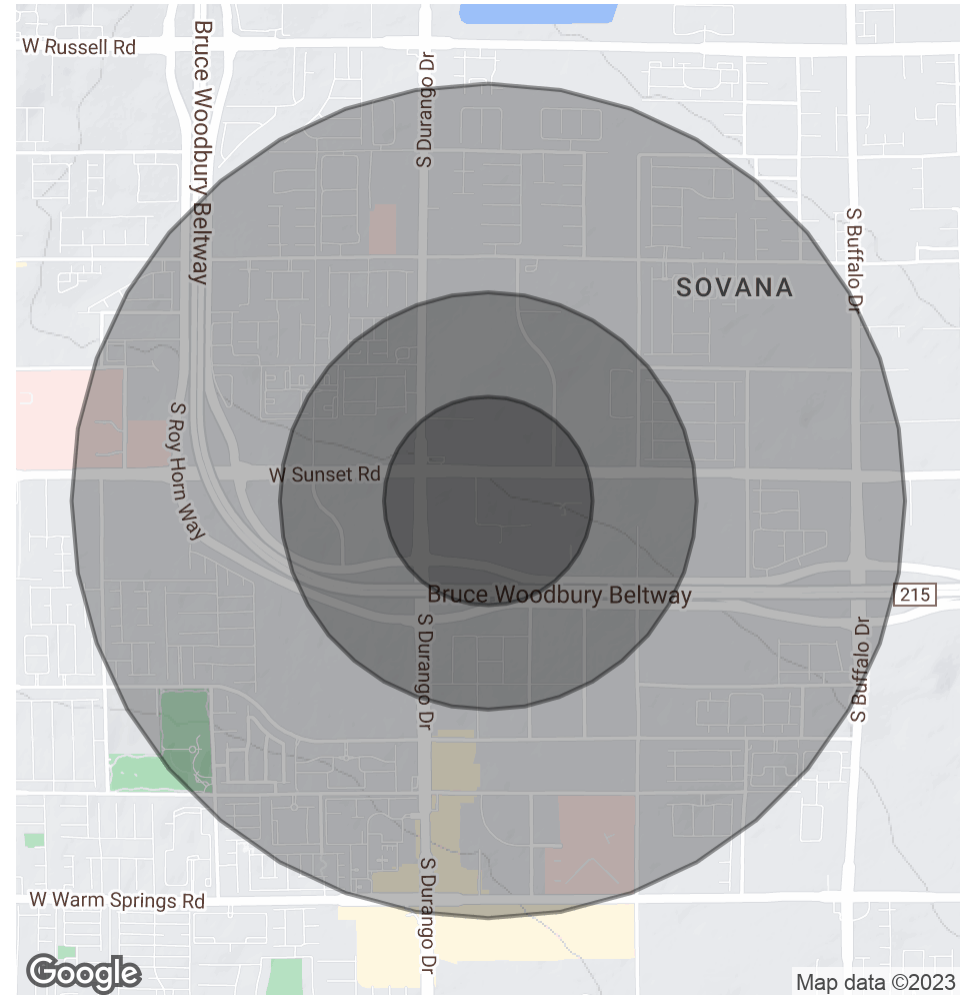 W Russell Rd
Bruce Woodbury Beltway
S Durango Dr
S Buffalo Dr
SOVANA
S Roy Horn Way
W Sunset Rd
Bruce Woodbury Beltway
215
S Durango Dr
S Buffalo Dr
S Durango Dr
W Warm Springs Rd
Google
Map data ©2023